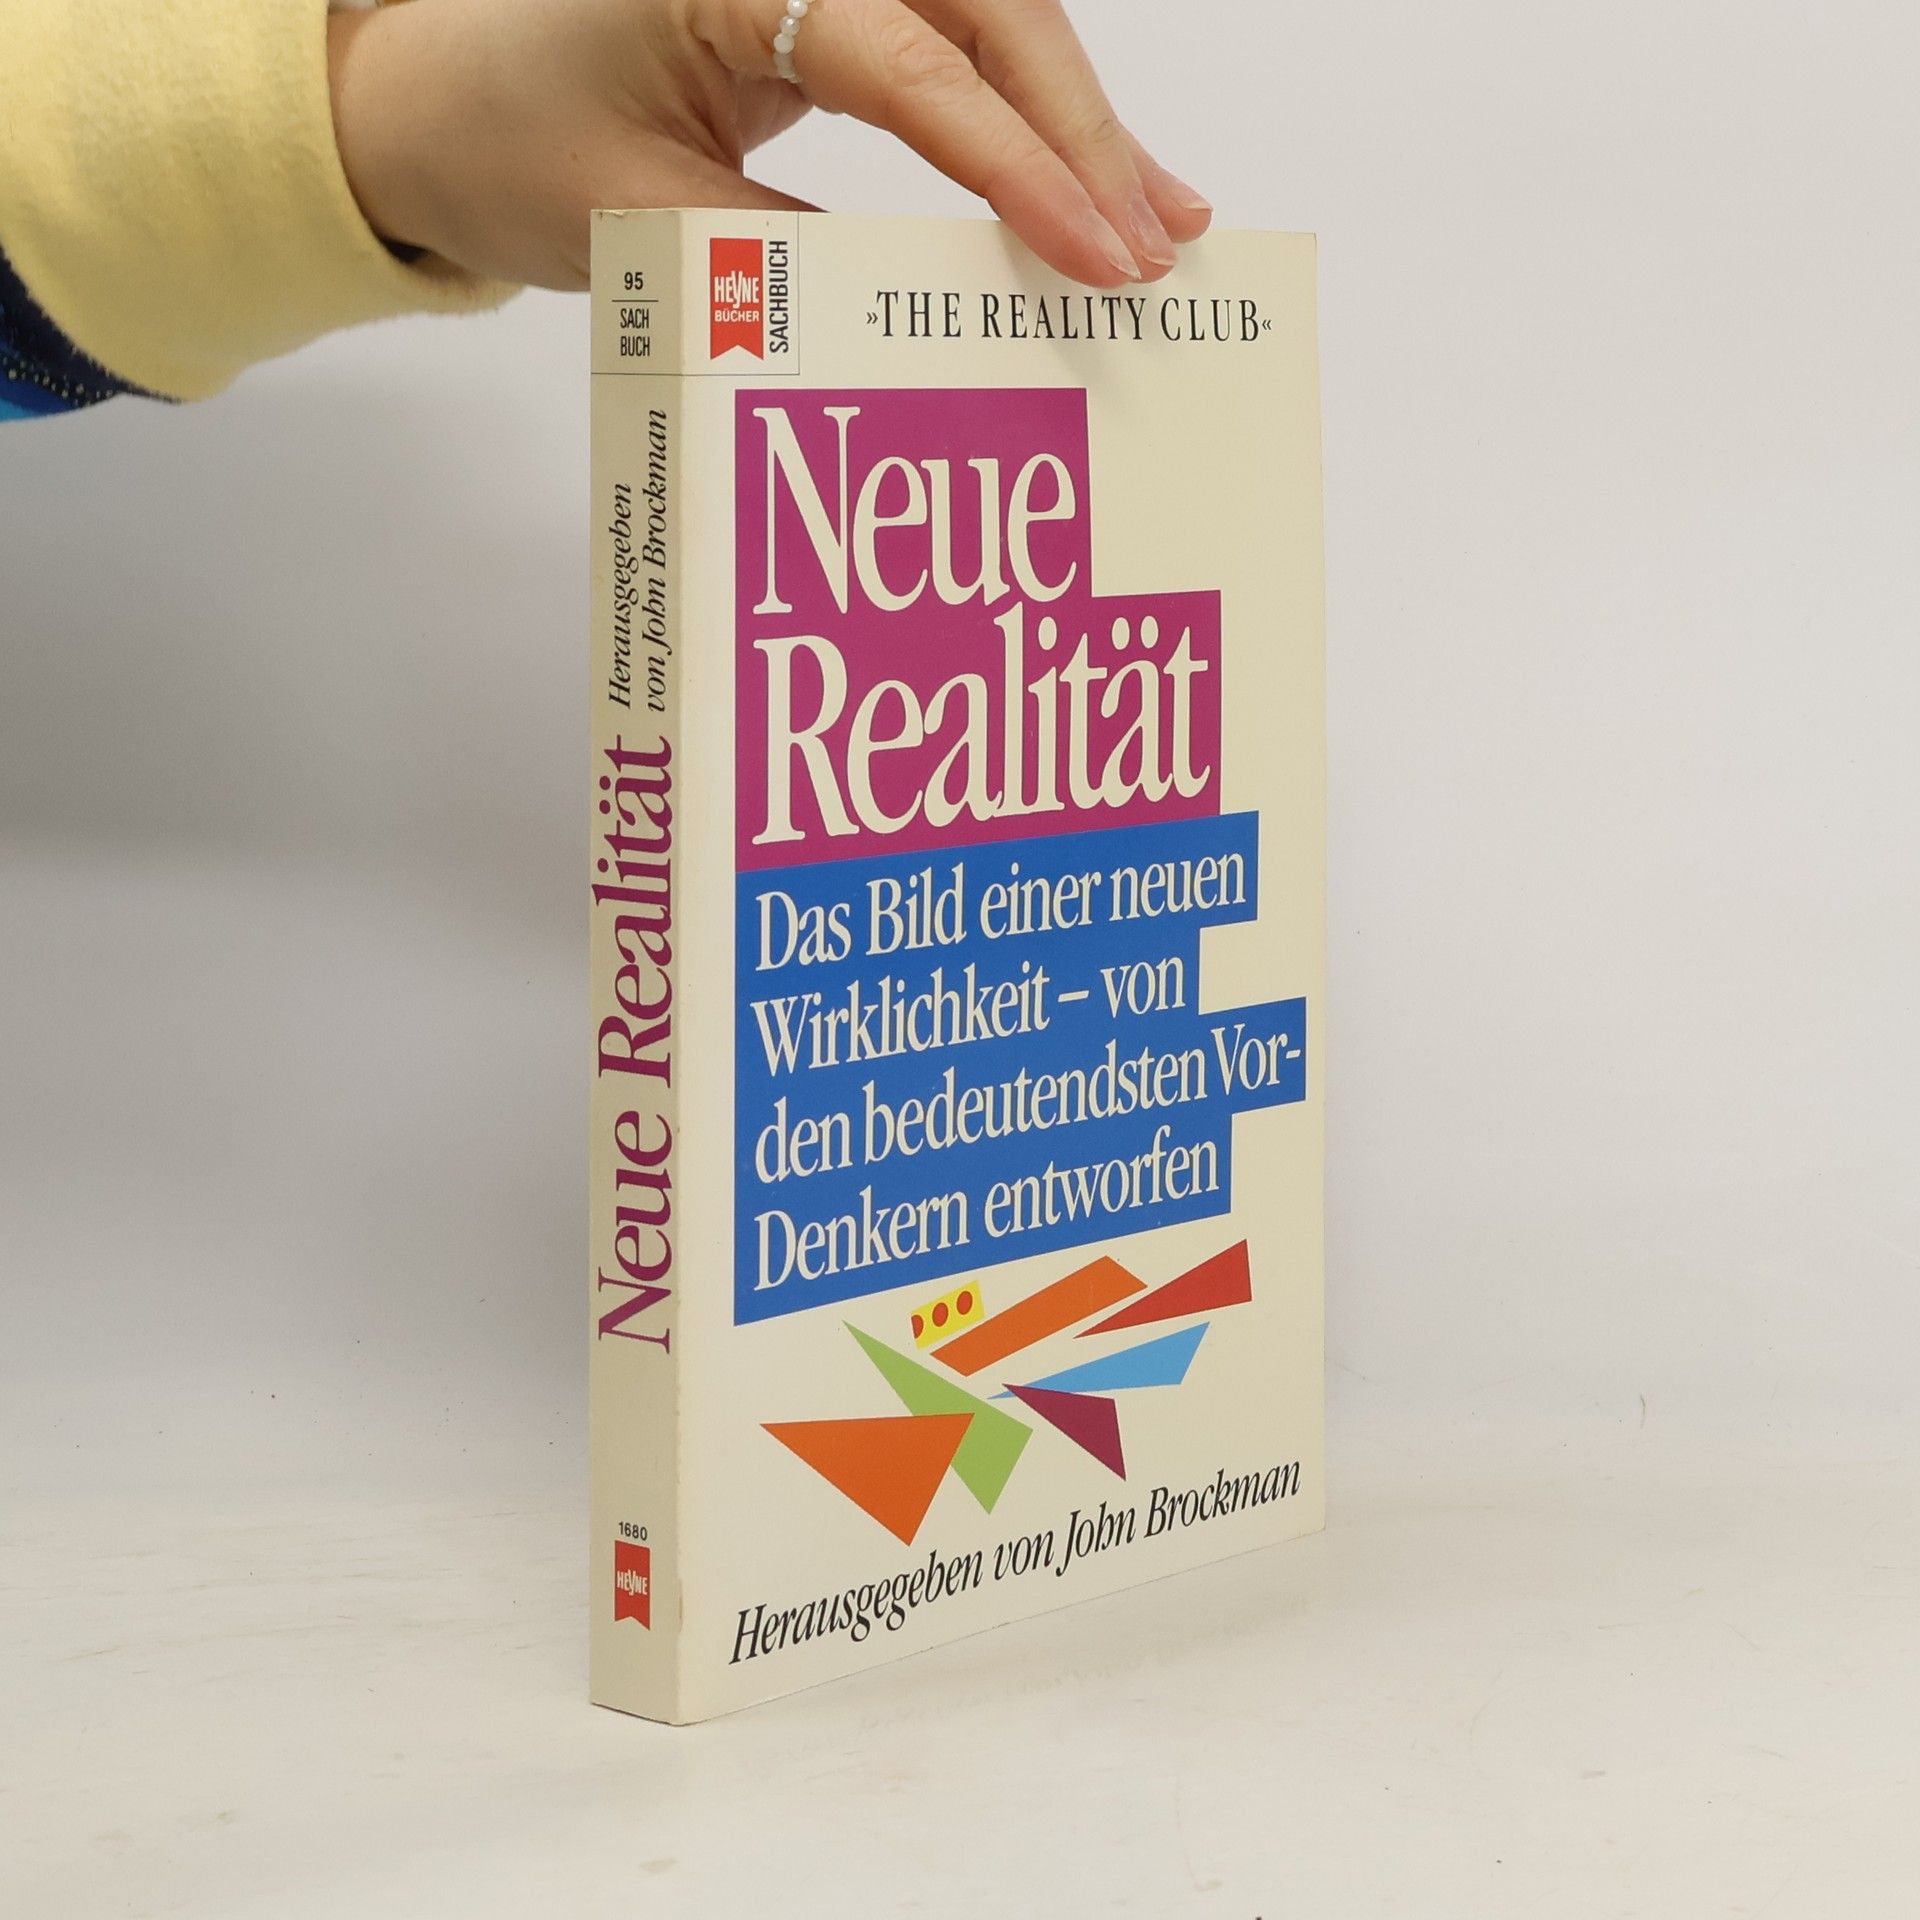 95
SACH
BUCH
Herausgegeben
von John Brockman
Neue Realität
1680
HEYNE
HEYNE
BÜCHER
SACHBUCH
»THE REALITY CLUB«
Neue
Realität
Das Bild einer neuen
Wirklichkeit – von
den bedeutendsten Vor-
Denkern entworfen
Herausgegeben von John Brockman